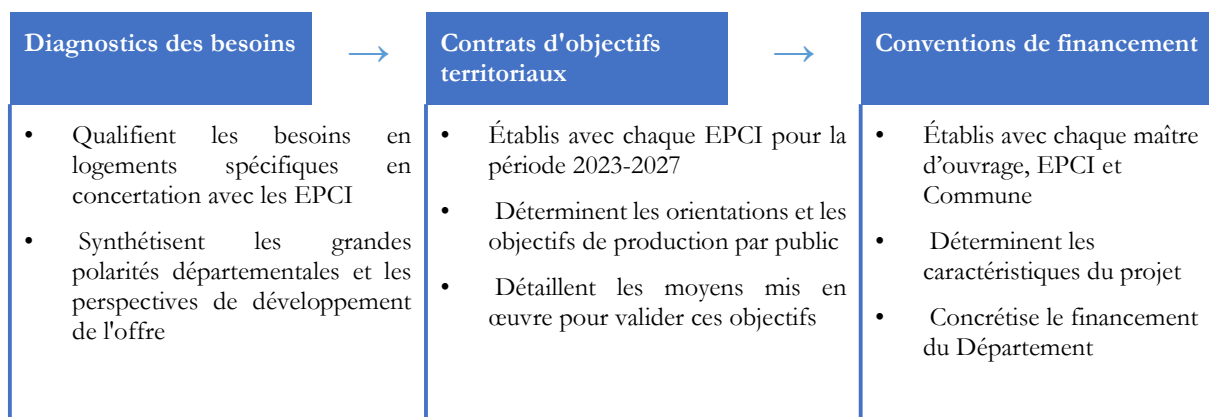 Diagnostics des besoins
→
• Qualifient les besoins en
logements spécifiques en
concertation avec les EPCI
• Synthétisent les grandes
polarités départementales et les
perspectives de développement
de l'offre
Contrats d'objectifs
territoriaux
→
• Établis avec chaque EPCI pour la
période 2023-2027
• Déterminent les orientations et les
objectifs de production par public
• Détaillent les moyens mis en
œuvre pour valider ces objectifs
Conventions de financement
• Établis avec chaque maître
d’ouvrage, EPCI et
Commune
• Déterminent les
caractéristiques du projet
• Concrétise le financement
du Département